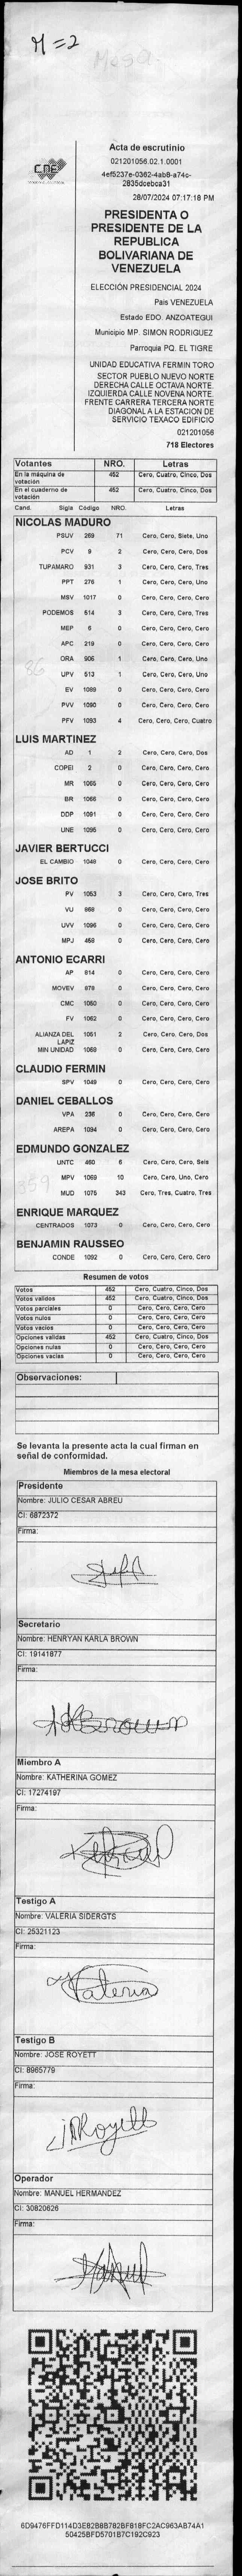 M=2
Mesa
CNE
Acta de escrutinio
021201056.02.1.0001
4ef5237e-0362-4ab8-a74c-
2835dcebca31
28/07/2024 07:17:18 PM
PRESIDENTA O
PRESIDENTE DE LA
REPUBLICA
BOLIVARIANA DE
VENEZUELA
ELECCIÓN PRESIDENCIAL 2024
Pais VENEZUELA
Estado EDO. ANZOATEGUI
Municipio MP. SIMON RODRIGUEZ
Parroquia PQ. EL TIGRE
UNIDAD EDUCATIVA FERMIN TORO
SECTOR PUEBLO NUEVO NORTE
DERECHA CALLE OCTAVA NORTE.
IZQUIERDA CALLE NOVENA NORTE.
FRENTE CARRERA TERCERA NORTE
DIAGONAL A LA ESTACION DE
SERVICIO TEXACO EDIFICIO
021201056
718 Electores
Votantes NRO. Letras
En la máquina de votación 452 Cero, Cuatro, Cinco, Dos
En el cuaderno de votación 452 Cero, Cuatro, Cinco, Dos
Cand. Sigla Código NRO. Letras
NICOLAS MADURO
PSUV 269 71 Cero, Cero, Siete, Uno
PCV 9 2 Cero, Cero, Cero, Dos
TUPAMARO 931 3 Cero, Cero, Cero, Tres
PPT 276 1 Cero, Cero, Cero, Uno
MSV 1017 0 Cero, Cero, Cero, Cero
PODEMOS 514 3 Cero, Cero, Cero, Tres
MEP 6 0 Cero, Cero, Cero, Cero
APC 219 0 Cero, Cero, Cero, Cero
86
ORA 906 1 Cero, Cero, Cero, Uno
UPV 513 1 Cero, Cero, Cero, Uno
EV 1089 0 Cero, Cero, Cero, Cero
PVV 1090 0 Cero, Cero, Cero, Cero
PFV 1093 4 Cero, Cero, Cero, Cuatro
LUIS MARTINEZ
AD 1 2 Cero, Cero, Cero, Dos
COPEI 2 0 Cero, Cero, Cero, Cero
MR 1065 0 Cero, Cero, Cero, Cero
BR 1066 0 Cero, Cero, Cero, Cero
DDP 1091 0 Cero, Cero, Cero, Cero
UNE 1095 0 Cero, Cero, Cero, Cero
JAVIER BERTUCCI
EL CAMBIO 1048 0 Cero, Cero, Cero, Cero
JOSE BRITO
PV 1053 3 Cero, Cero, Cero, Tres
VU 868 0 Cero, Cero, Cero, Cero
UVV 1096 0 Cero, Cero, Cero, Cero
MPJ 458 0 Cero, Cero, Cero, Cero
ANTONIO ECARRI
AP 814 0 Cero, Cero, Cero, Cero
MOVEV 878 0 Cero, Cero, Cero, Cero
CMC 1050 0 Cero, Cero, Cero, Cero
FV 1062 0 Cero, Cero, Cero, Cero
ALIANZA DEL LAPIZ 1051 2 Cero, Cero, Cero, Dos
MIN UNIDAD 1068 0 Cero, Cero, Cero, Cero
CLAUDIO FERMIN
SPV 1049 0 Cero, Cero, Cero, Cero
DANIEL CEBALLOS
VPA 236 0 Cero, Cero, Cero, Cero
AREPA 1094 0 Cero, Cero, Cero, Cero
EDMUNDO GONZALEZ
UNTC 460 6 Cero, Cero, Cero, Seis
359
MPV 1069 10 Cero, Cero, Uno, Cero
MUD 1075 343 Cero, Tres, Cuatro, Tres
ENRIQUE MARQUEZ
CENTRADOS 1073 0 Cero, Cero, Cero, Cero
BENJAMIN RAUSSEO
CONDE 1092 0 Cero, Cero, Cero, Cero
Resumen de votos
Votos 452 Cero, Cuatro, Cinco, Dos
Votos validos 452 Cero, Cuatro, Cinco, Dos
Votos parciales 0 Cero, Cero, Cero, Cero
Votos nulos 0 Cero, Cero, Cero, Cero
Votos vacios 0 Cero, Cero, Cero, Cero
Opciones validas 452 Cero, Cuatro, Cinco, Dos
Opciones nulas 0 Cero, Cero, Cero, Cero
Opciones vacias 0 Cero, Cero, Cero, Cero
Observaciones:
Se levanta la presente acta la cual firman en
señal de conformidad.
Miembros de la mesa electoral
Presidente
Nombre: JULIO CESAR ABREU
CI: 6872372
Firma:
Secretario
Nombre: HENRYAN KARLA BROWN
CI: 19141877
Firma:
Miembro A
Nombre: KATHERINA GOMEZ
CI: 17274197
Firma:
Testigo A
Nombre: VALERIA SIDERGTS
CI: 25321123
Firma:
Valeria
Testigo B
Nombre: JOSE ROYETT
CI: 8965779
Firma:
Operador
Nombre: MANUEL HERMANDEZ
CI: 30820626
Firma:
6D9476FFD114D3E82B8B782BF818FC2AC963AB74A1
50425BFD5701B7C192C923